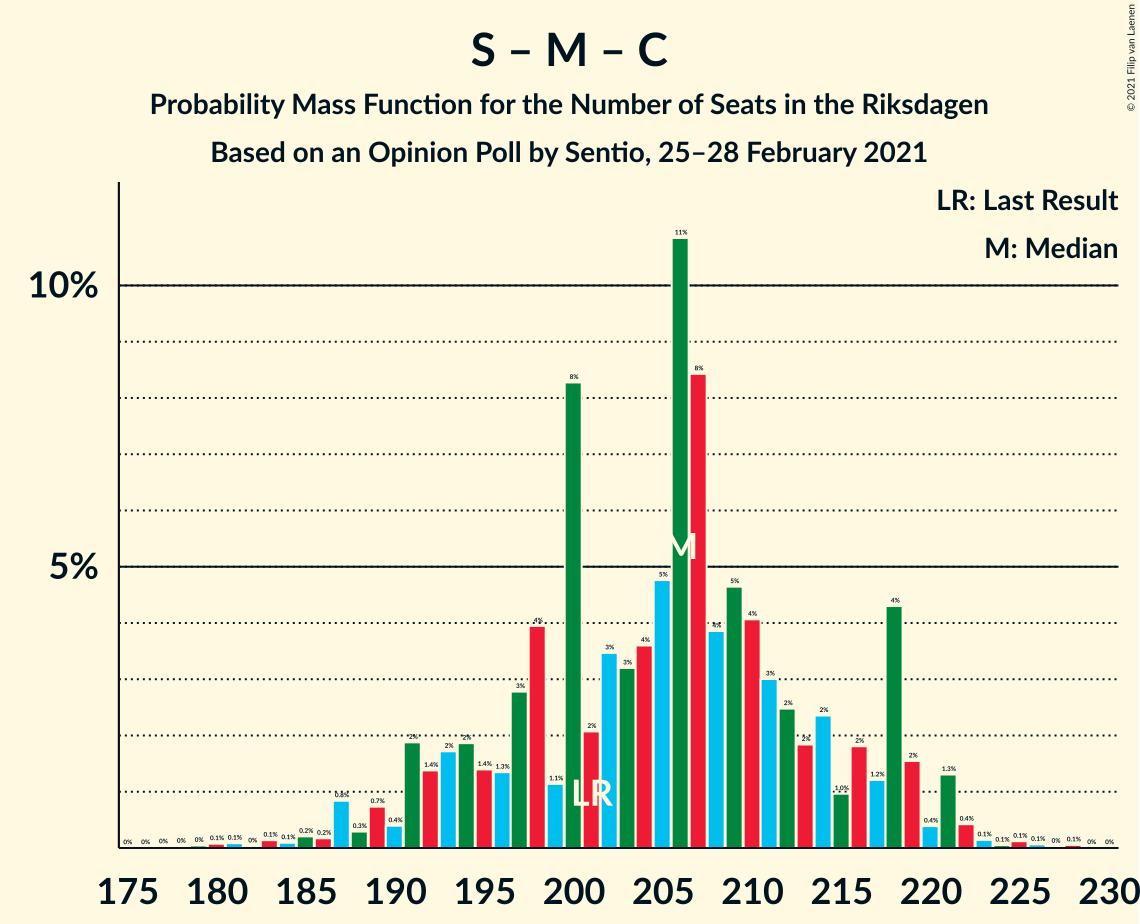 S – M – C
Probability Mass Function for the Number of Seats in the Riksdagen
Based on an Opinion Poll by Sentio, 25–28 February 2021
© 2021 Filip van Laenen
LR: Last Result
M: Median
10%
5%
0% 0% 0% 0% 0% 0.1% 0.1% 0% 0.1% 0.1% 0.2% 0.2% 0.8% 0.3% 0.7% 0.4% 2% 1.4% 2% 2% 1.4% 1.3% 3% 4% 1.1% 8% 2% 3% 3% 4% 5% 11% 8% 4% 5% 4% 3% 2% 2% 2% 1.0% 2% 1.2% 4% 2% 0.4% 1.3% 0.4% 0.1% 0.1% 0.1% 0.1% 0% 0.1% 0% 0%
M
LR
175 180 185 190 195 200 205 210 215 220 225 230